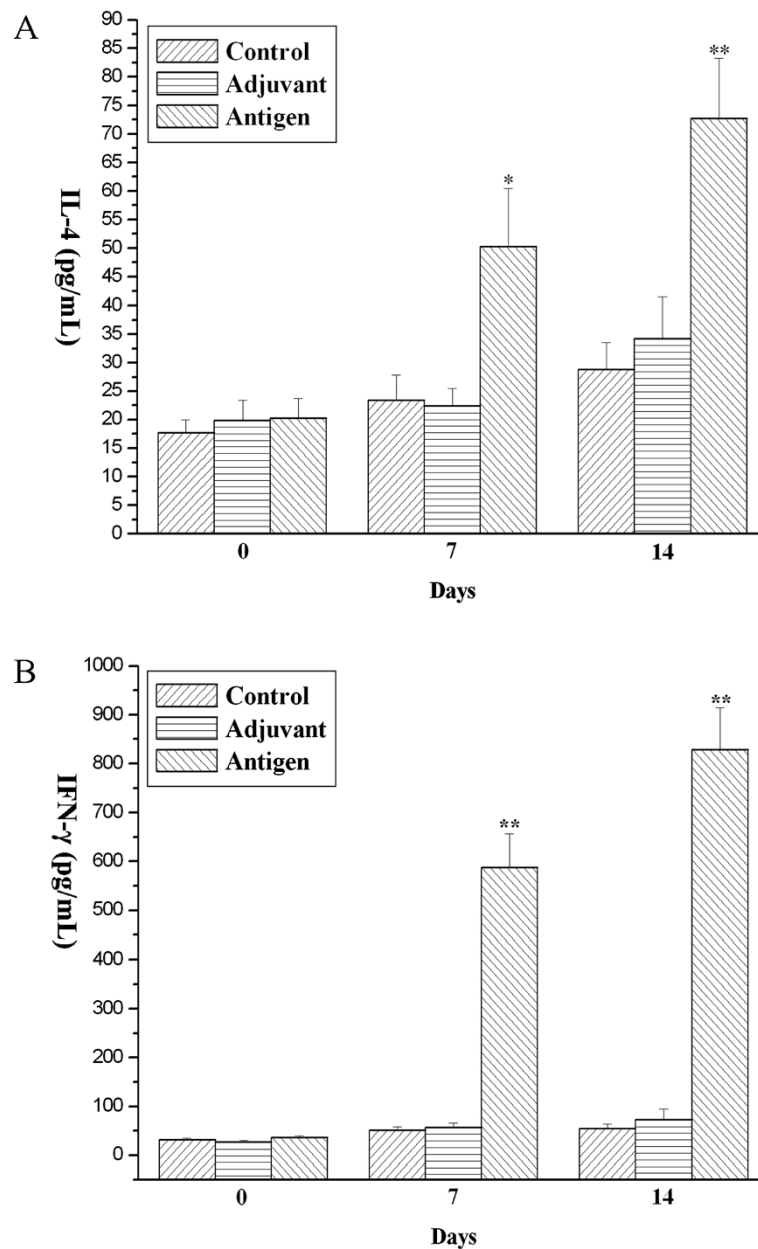 A
90
85
80
75
70
65
60
55
50
45
40
35
30
25
20
15
10
5
0
IL-4 (pg/mL)
Control
Adjuvant
Antigen
*
**
0 7 14
Days
B
1000
900
800
700
600
500
400
300
200
100
0
IFN-γ (pg/mL)
Control
Adjuvant
Antigen
**
**
0 7 14
Days